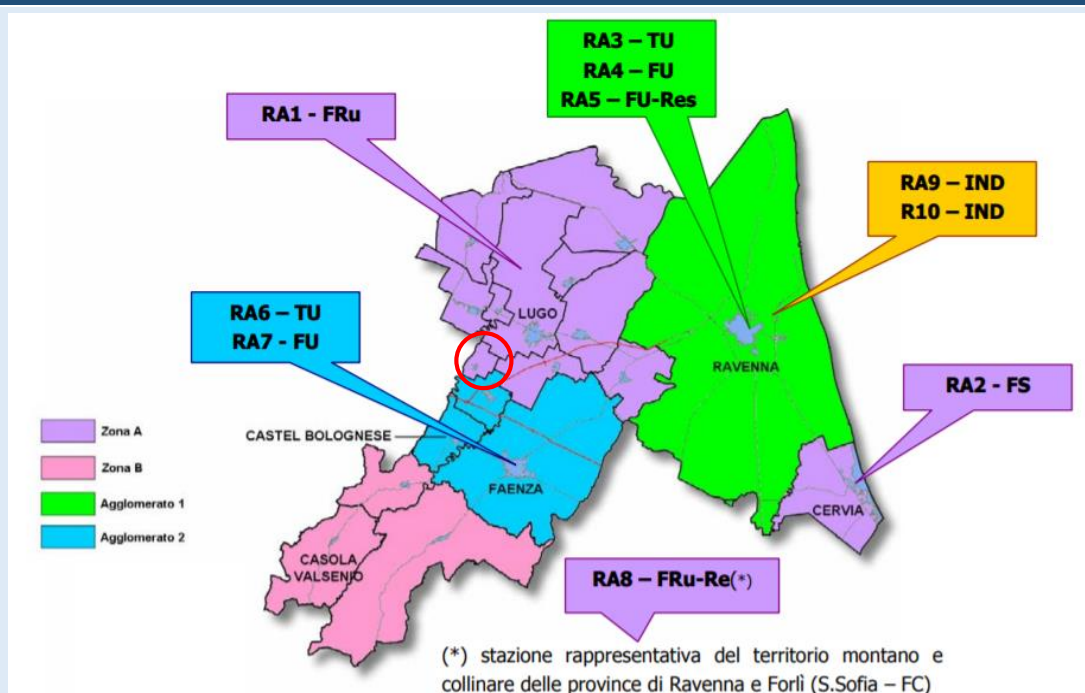 RA3 – TU
RA4 – FU
RA5 – FU-Res
RA1 - FRu
RA9 – IND
R10 – IND
RA6 – TU
RA7 - FU
LUGO
RAVENNA
RA2 - FS
Zona A
Zona B
Agglomerato 1
Agglomerato 2
CASTEL BOLOGNESE
FAENZA
CERVIA
CASOLA
VALSENIO
RA8 – FRu-Re(*)
(*) stazione rappresentativa del territorio montano e
collinare delle province di Ravenna e Forlì (S.Sofia – FC)